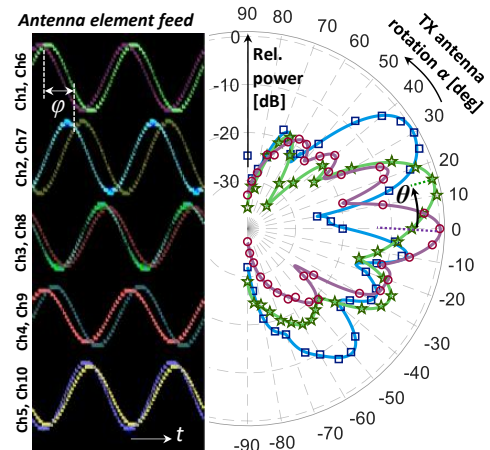 Antenna element feed
Ch1, Ch6
Ch2, Ch7
Ch3, Ch8
Ch4, Ch9
Ch5, Ch10
φ
t
0
-10
-20
-30
Rel.
power
[dB]
TX antenna
rotation α [deg]
θ
90
80
70
60
50
40
30
20
10
0
-10
-20
-30
-40
-50
-60
-70
80
90